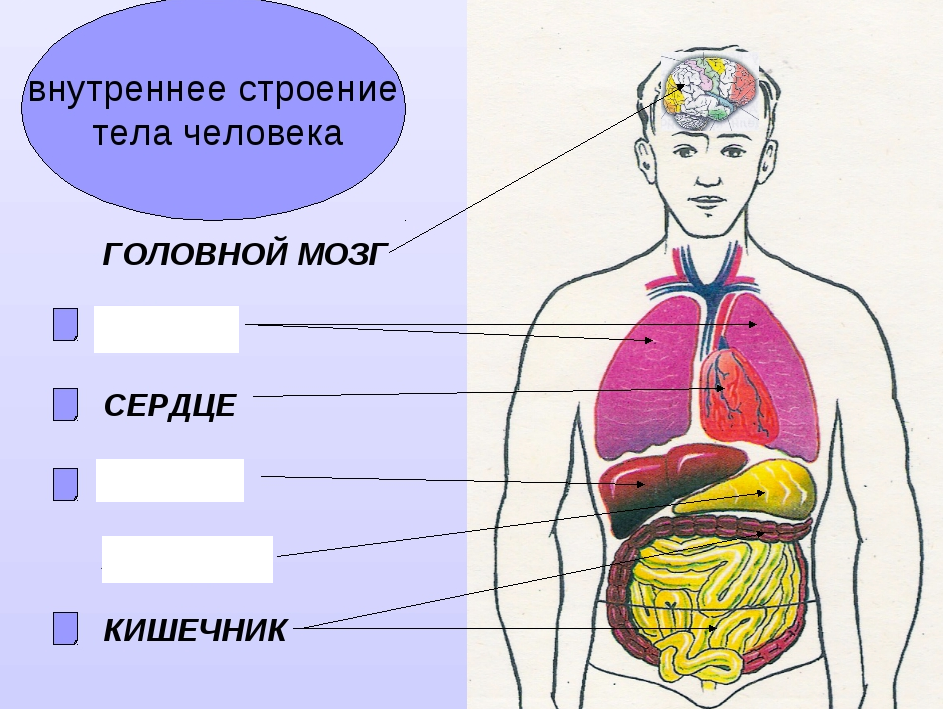 внутреннее строение
тела человека
ГОЛОВНОЙ МОЗГ
СЕРДЦЕ
КИШЕЧНИК